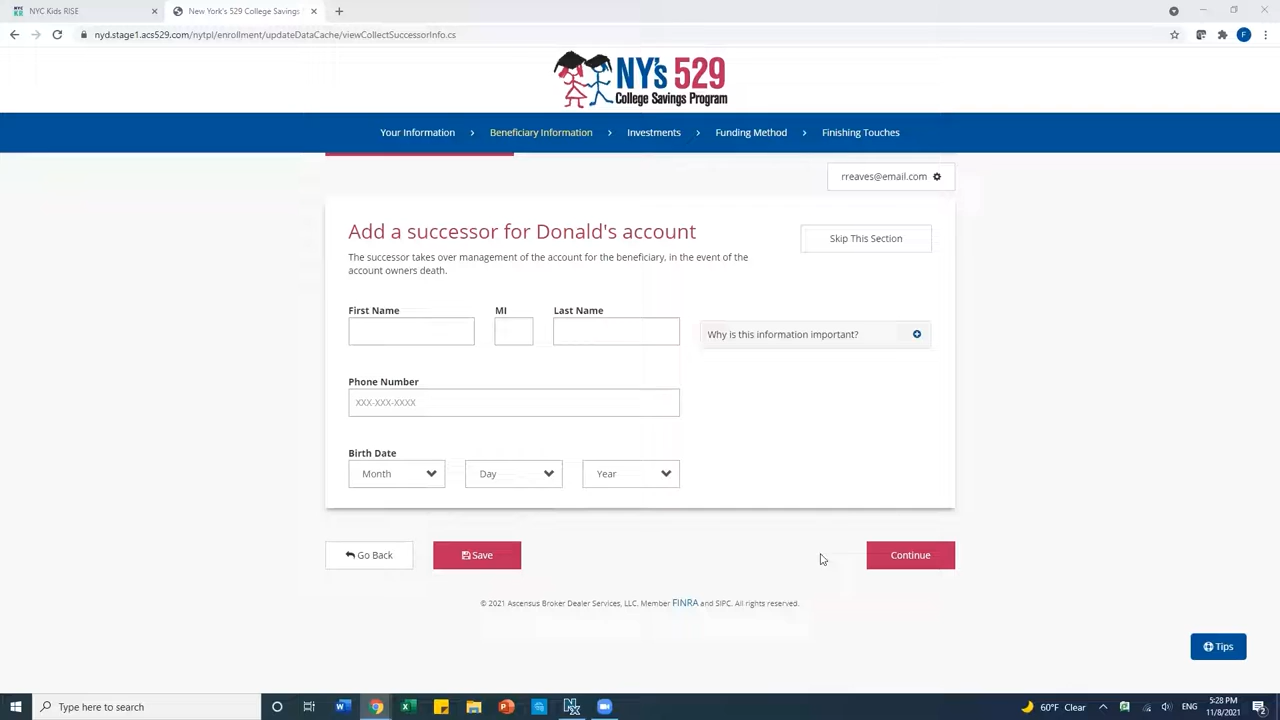 NYC Kids RISE
New York's 529 College Savings
nyd.stage1.acs529.com/nytpl/enrollment/updateDataCache/viewCollectSuccessorInfo.cs
F
NY's 529
College Savings Program
Your Information
Beneficiary Information
Investments
Funding Method
Finishing Touches
rreaves@email.com
Add a successor for Donald's account
Skip This Section
The successor takes over management of the account for the beneficiary, in the event of the
account owners death.
First Name
MI
Last Name
Why is this information important?
Phone Number
XXX-XXX-XXXX
Birth Date
Month
Day
Year
Go Back
Save
Continue
© 2021 Ascensus Broker Dealer Services, LLC. Member FINRA and SIPC. All rights reserved.
Tips
Type here to search
60°F Clear
ENG
5:28 PM
11/8/2021